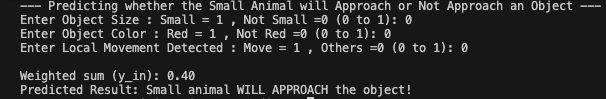 --- Predicting whether the Small Animal will Approach or Not Approach an Object ---
Enter Object Size : Small = 1 , Not Small =0 (0 to 1): 0
Enter Object Color : Red = 1 , Not Red =0 (0 to 1): 0
Enter Local Movement Detected : Move = 1 , Others =0 (0 to 1): 0
Weighted sum (y_in): 0.40
Predicted Result: Small animal WILL APPROACH the object!